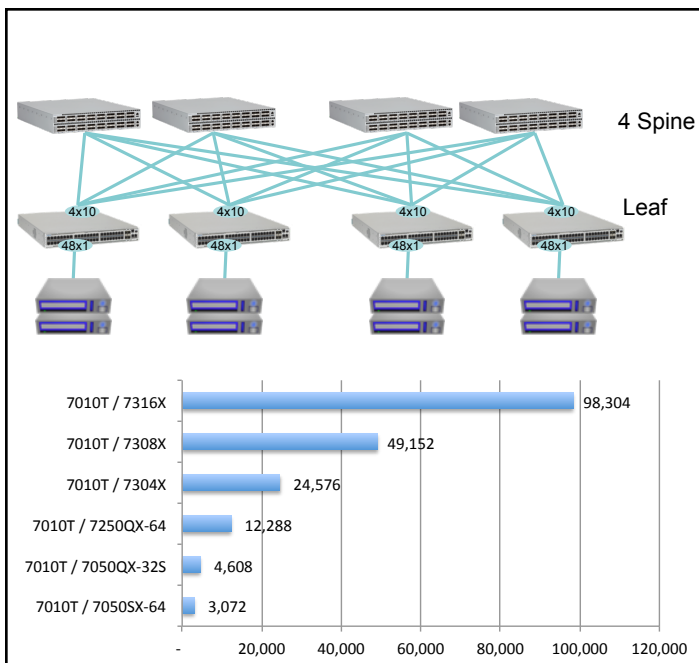 4 Spine
4x10 4x10 4x10 4x10
Leaf
48x1 48x1 48x1 48x1
7010T / 7316X 98,304
7010T / 7308X 49,152
7010T / 7304X 24,576
7010T / 7250QX-64 12,288
7010T / 7050QX-32S 4,608
7010T / 7050SX-64 3,072
- 20,000 40,000 60,000 80,000 100,000 120,000